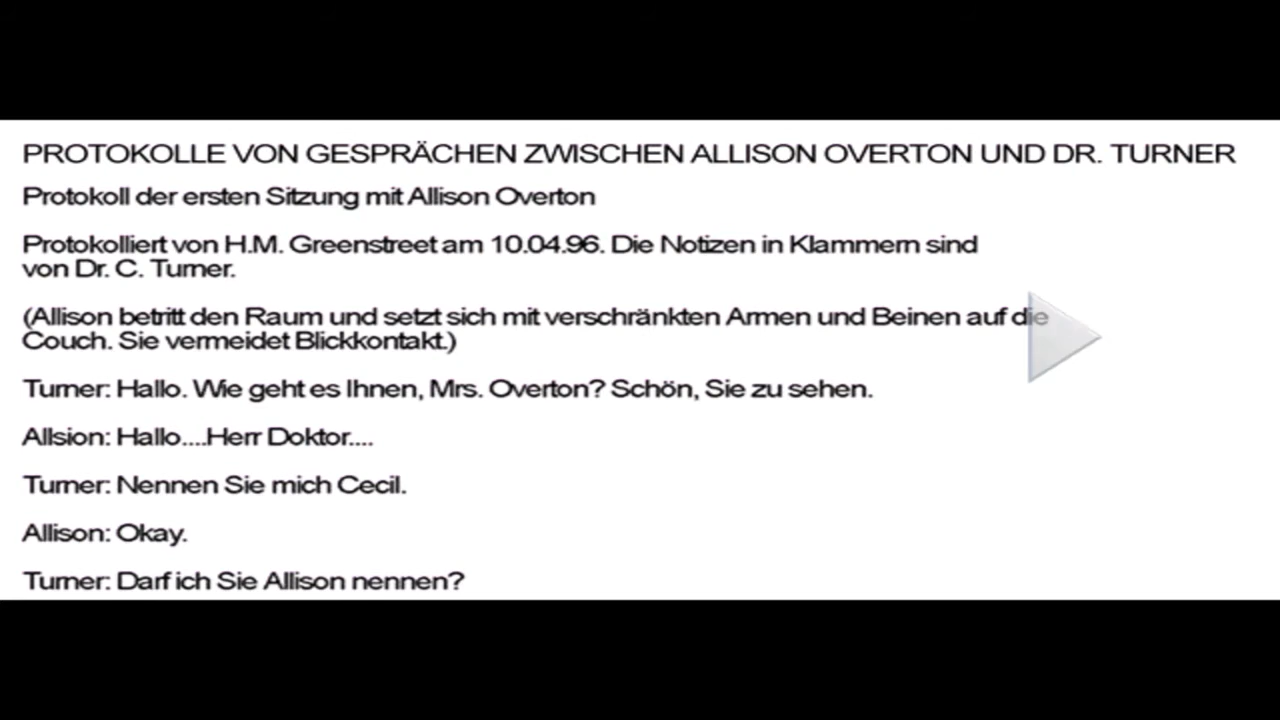 PROTOKOLLE VON GESPRÄCHEN ZWISCHEN ALLISON OVERTON UND DR. TURNER
Protokoll der ersten Sitzung mit Allison Overton
Protokolliert von H.M. Greenstreet am 10.04.96. Die Notizen in Klammern sind
von Dr. C. Turner.
(Allison betritt den Raum und setzt sich mit verschränkten Armen und Beinen auf die
Couch. Sie vermeidet Blickkontakt.)
Turner: Hallo. Wie geht es Ihnen, Mrs. Overton? Schön, Sie zu sehen.
Allsion: Hallo....Herr Doktor....
Turner: Nennen Sie mich Cecil.
Allison: Okay.
Turner: Darf ich Sie Allison nennen?